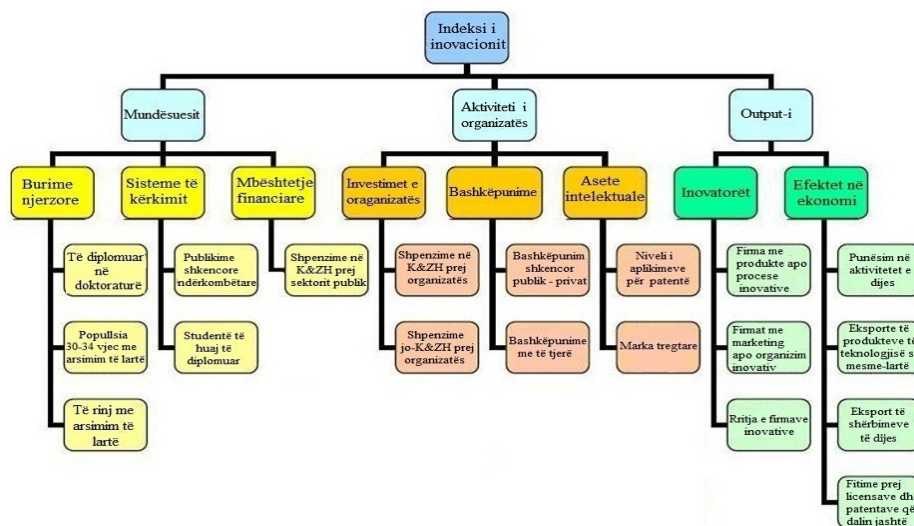 Indeksi i
inovacionit
Mundësuesit
Aktiviteti i
organizatës
Output-i
Burime
njerzore
Sisteme të
kërkimit
Mbështetje
financiare
Investimet e
oraganizatës
Bashkëpunime
Asete
intelektuale
Inovatorët
Efektet në
ekonomi
Të diplomuar
në
doktoraturë
Popullsia
30-34 vjec me
arsimim të lartë
Të rinj me
arsimim të
lartë
Publikime
shkencore
ndërkombëtare
Studentë të
huaj të
diplomuar
Shpenzime në
K&ZH prej
sektorit publik
Shpenzime në
K&ZH prej
organizatës
Shpenzime
jo-K&ZH prej
organizatës
Bashkëpunim
shkencor
publik - privat
Bashkëpunime
me të tjerë
Niveli i
aplikimeve
për patentë
Marka tregtare
Firma me
produkte apo
procese
inovative
Firmat me
marketing
apo organizim
inovativ
Rritja e firmave
inovative
Punësim në
aktivitetet e
dijes
Eksporte të
produkteve të
teknologjisë s
mesme-lartë
Eksport të
shërbimeve
të dijes
Fitime prej
licensave dh
patentave që
dalin jashtë